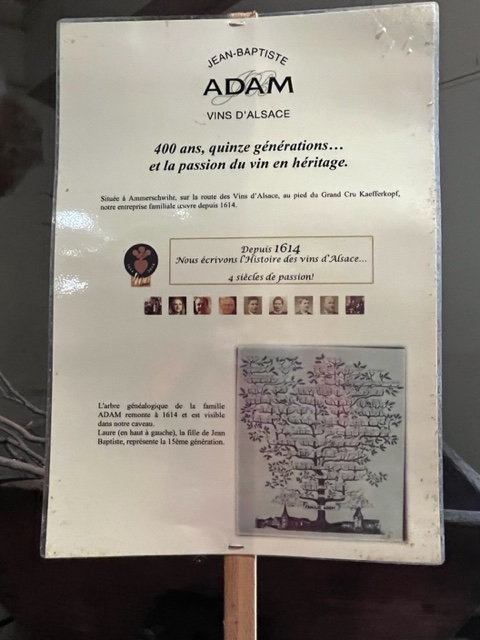 JEAN-BAPTISTE
ADAM
VINS D'ALSACE
400 ans, quinze générations…
et la passion du vin en héritage.
Située à Ammerschwihr, sur la route des Vins d'Alsace, au pied du Grand Cru Kaefferkopf,
notre entreprise familiale œuvre depuis 1614.
Depuis 1614
Nous écrivons l'Histoire des vins d'Alsace...
4 siècles de passion!
400
L'arbre généalogique de la famille
ADAM remonte à 1614 et est visible
dans notre caveau.
Laure (en haut à gauche), la fille de Jean
Baptiste, représente la 15ème génération.